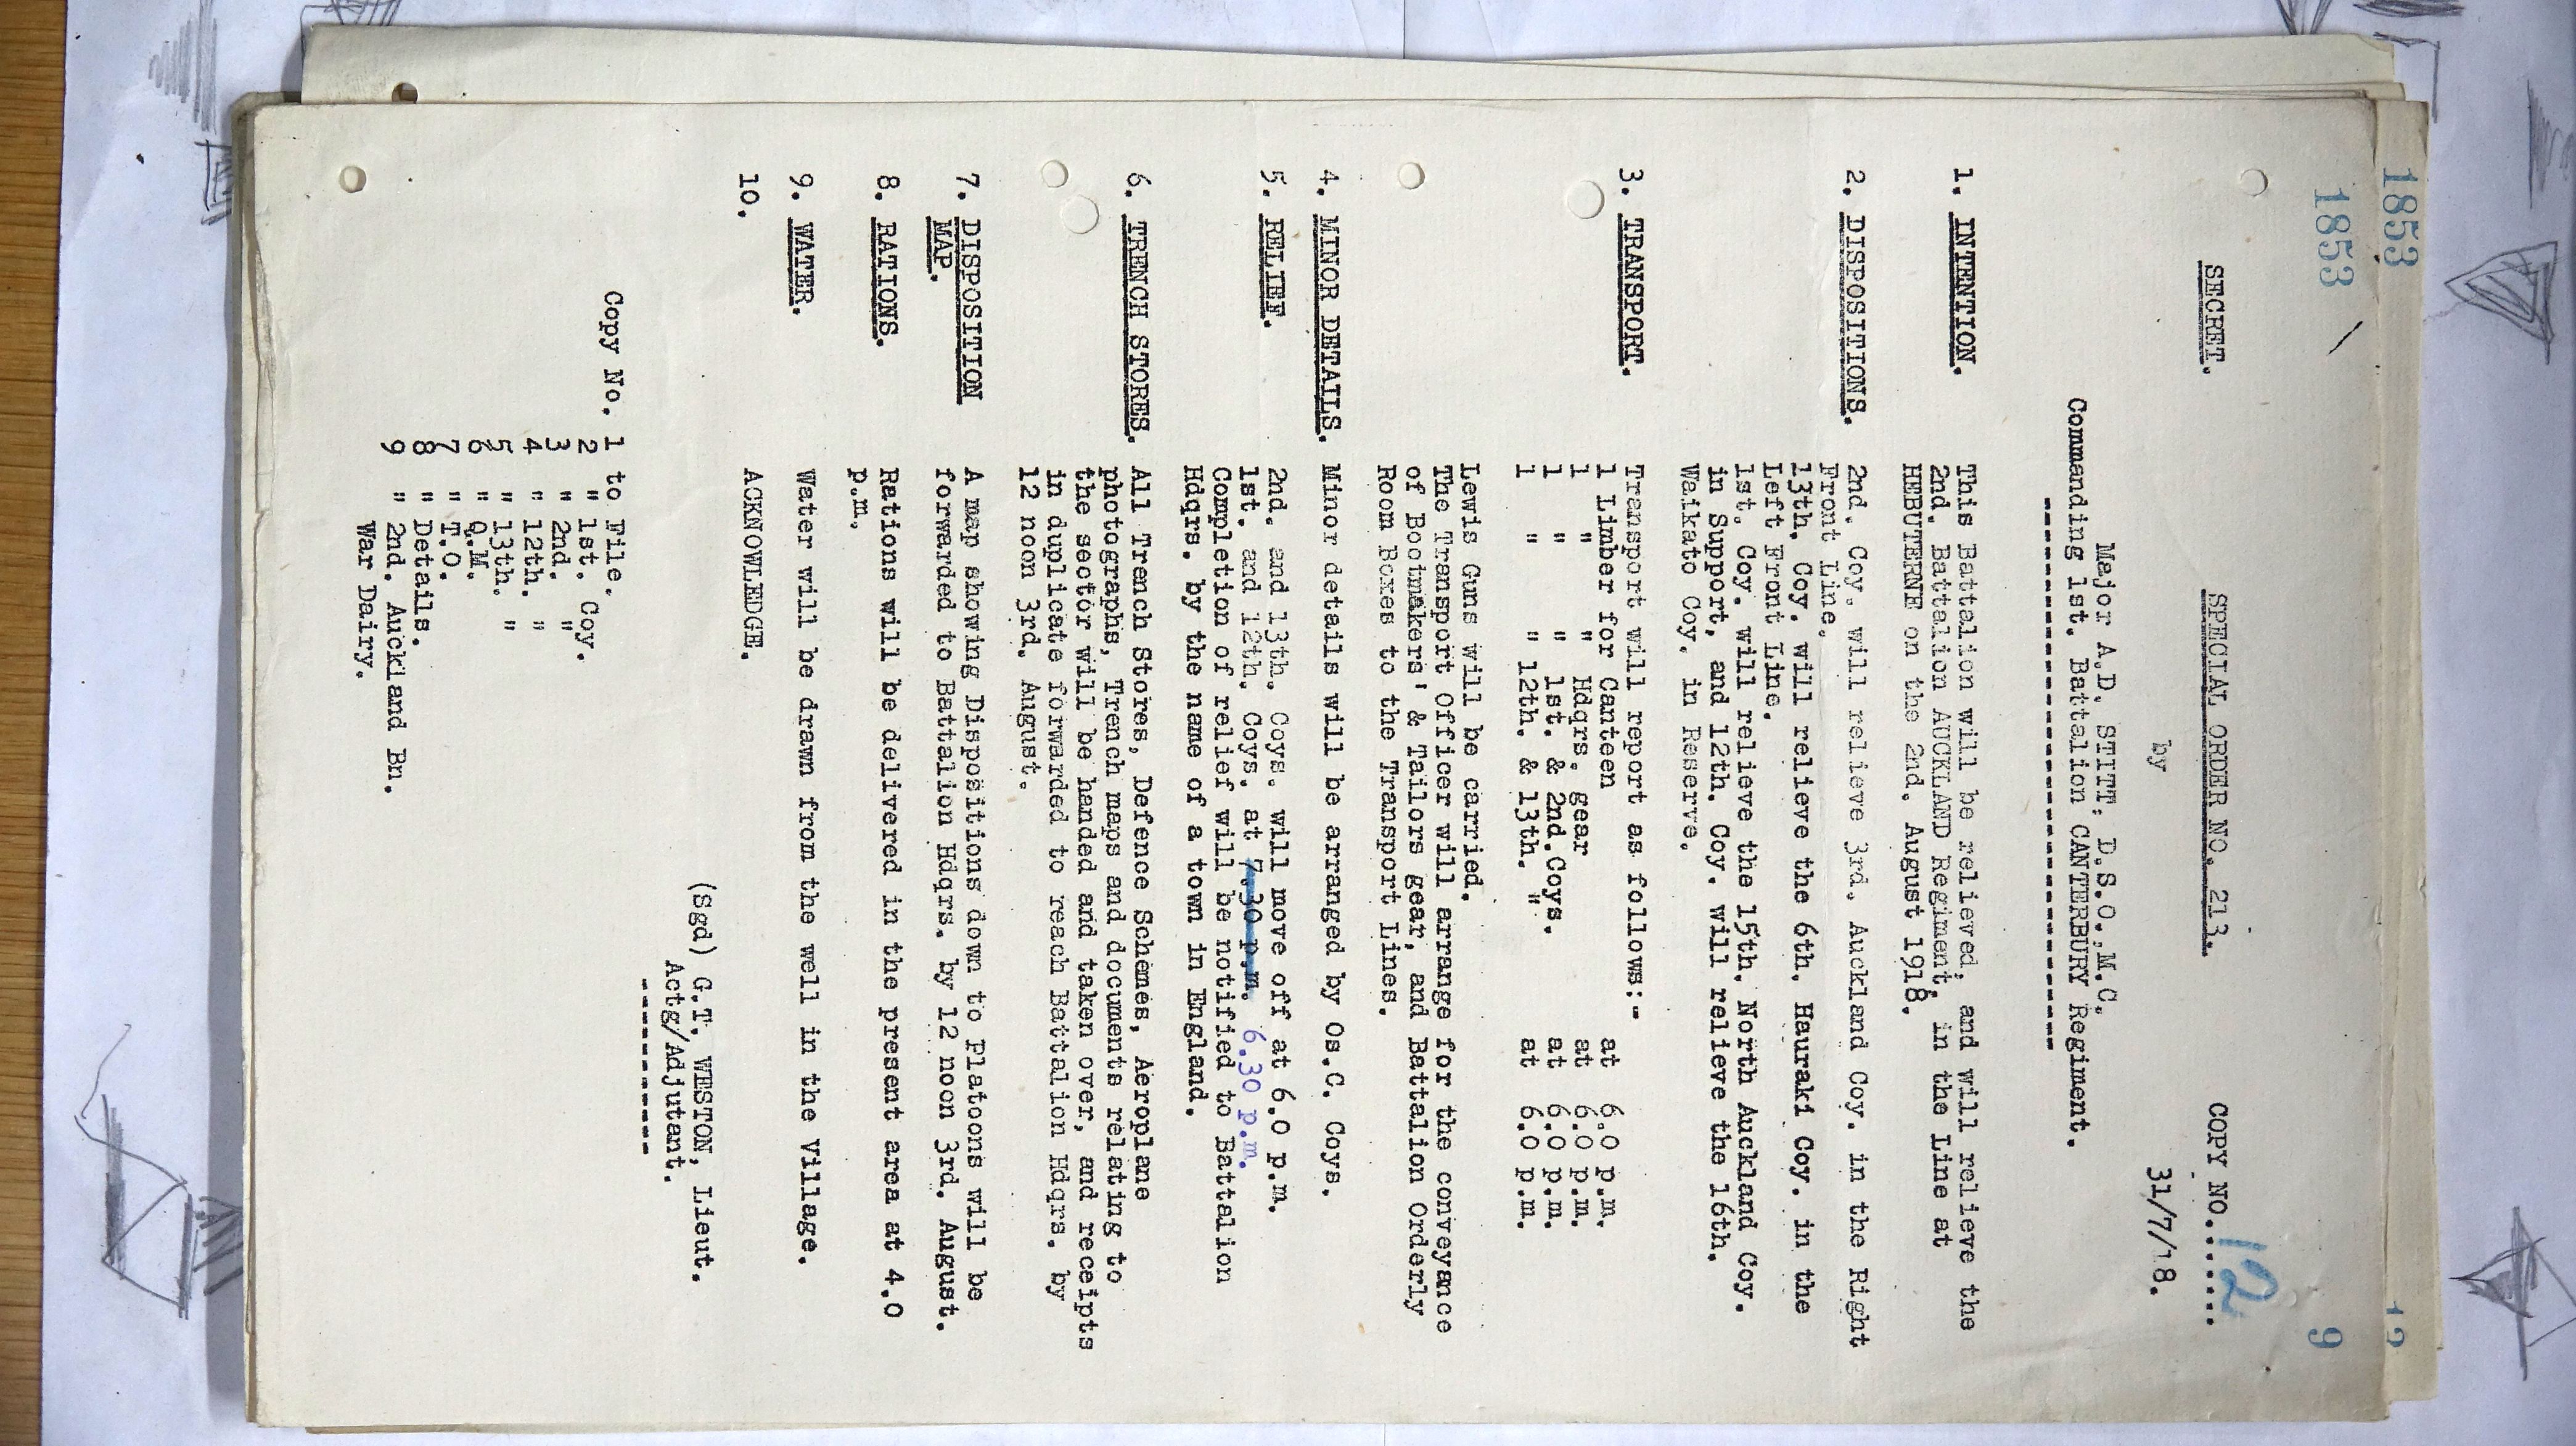 1853
1853
12
9
SECRET. SPECIAL ORDER NO. 213. COPY NO.12.......
by 31/7/18.
Major A.D. STITT; D.S.O.,M.C.
Commanding 1st. Battalion CANTERBURY Regiment.
1. INTENTION. This Battalion will be relieved, and will relieve the
2nd. Battalion AUCKLAND Regiment, in the Line at
HEBUTERNE on the 2nd. August 1918.
2. DISPOSITIONS. 2nd. Coy. will relieve 3rd. Auckland Coy. in the Right
Front Line.
13th. Coy. will relieve the 6th. Hauraki Coy. in the
Left Front Line.
1st. Coy. will relieve the 15th. North Auckland Coy.
in Support, and 12th. Coy. will relieve the 16th.
Waikato Coy. in Reserve.
3. TRANSPORT. Transport will report as follows:-
1 Limber for Canteen at 6.0 p.m.
1 " " Hdqrs. gear at 6.0 p.m.
1 " " 1st. & 2nd.Coys. at 6.0 p.m.
1 " " 12th. & 13th. " at 6.0 p.m.
Lewis Guns will be carried.
The Transport Officer will arrange for the conveyance
of Bootmakers' & Tailors gear, and Battalion Orderly
Room Boxes to the Transport Lines.
4. MINOR DETAILS. Minor details will be arranged by Os.C. Coys.
5. RELIEF. 2nd. and 13th. Coys. will move off at 6.0 p.m.
1st. and 12th. Coys. at 7.30 p.m. 6.30 p.m.
Completion of relief will be notified to Battalion
Hdqrs. by the name of a town in England.
6. TRENCH STORES. All Trench Stores, Defence Schemes, Aeroplane
photographs, Trench maps and documents relating to
the sector will be handed and taken over, and receipts
in duplicate forwarded to reach Battalion Hdqrs. by
12 noon 3rd. August.
7. DISPOSITION A map showing Dispositions down to Platoons will be
MAP. forwarded to Battalion Hdqrs. by 12 noon 3rd. August.
8. RATIONS. Rations will be delivered in the present area at 4.0
p.m.
9. WATER. Water will be drawn from the well in the Village.
10. ACKNOWLEDGE.
(Sgd) G.T. WESTON, Lieut.
Actg/Adjutant.
Copy No. 1 to File.
2 " 1st. Coy.
3 " 2nd. "
4 " 12th. "
5 " 13th. "
6 " Q.M.
7 " T.O.
8 " Details.
9 " 2nd. Auckland Bn.
War Dairy.